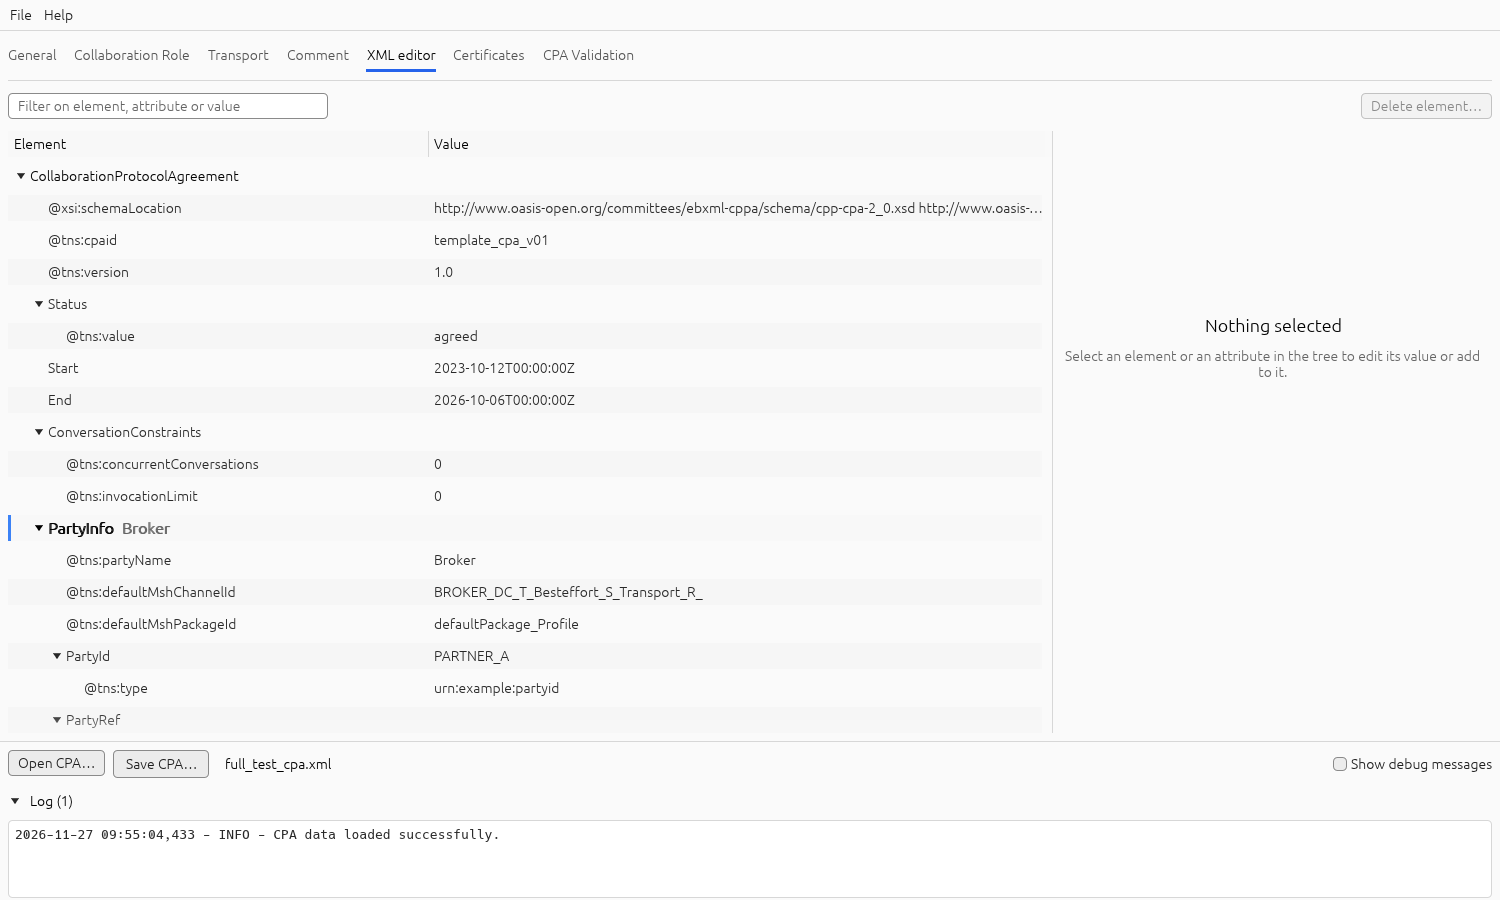 File Help
General Collaboration Role Transport Comment XML editor Certificates CPA Validation
Filter on element, attribute or value Delete element…
Element Value
CollaborationProtocolAgreement
@xsi:schemaLocation http://www.oasis-open.org/committees/ebxml-cppa/schema/cpp-cpa-2_0.xsd http://www.oasis-…
@tns:cpaid template_cpa_v01
@tns:version 1.0
Status
@tns:value agreed
Start 2023-10-12T00:00:00Z
End 2026-10-06T00:00:00Z
ConversationConstraints
@tns:concurrentConversations 0
@tns:invocationLimit 0
PartyInfo Broker
@tns:partyName Broker
@tns:defaultMshChannelId BROKER_DC_T_Besteffort_S_Transport_R_
@tns:defaultMshPackageId defaultPackage_Profile
PartyId PARTNER_A
@tns:type urn:example:partyid
PartyRef
Nothing selected
Select an element or an attribute in the tree to edit its value or add
to it.
Open CPA… Save CPA… full_test_cpa.xml Show debug messages
Log (1)
2026-11-27 09:55:04,433 - INFO - CPA data loaded successfully.